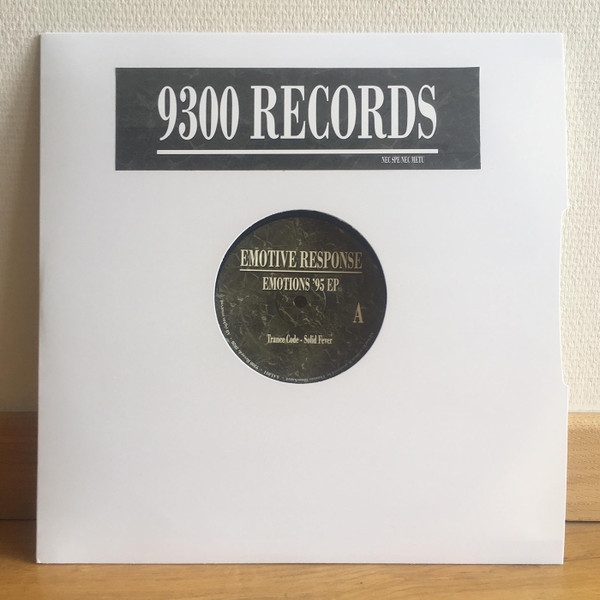 9300 RECORDS
NEC SPE NEC METU
EMOTIVE RESPONSE
EMOTIONS '95 EP
A
Trance.Code - Solid Fever